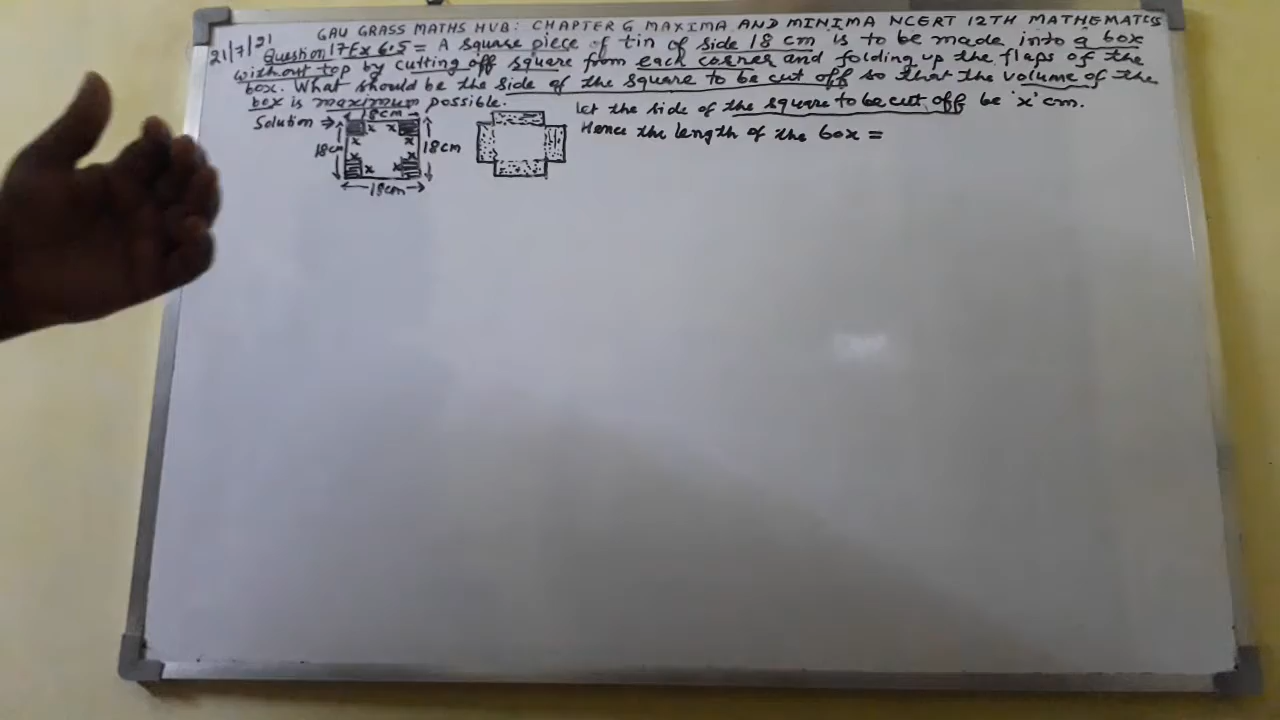 GAU GRASS MATHS HUB: CHAPTER 6 MAXIMA AND MINIMA NCERT 12TH MATHEMATICS
21/7/21 Question 17 Ex 6.5 = A square piece of tin of side 18 cm is to be made into a box
without top by cutting off square from each corner and folding up the flaps of the
box. What should be the side of the square to be cut off so that the volume of the
box is maximum possible.
Solution →
18cm
x x
x x
18cm
18cm
x x
x x
18cm
Let the side of the square to be cut off be 'x' cm.
Hence the length of the box =